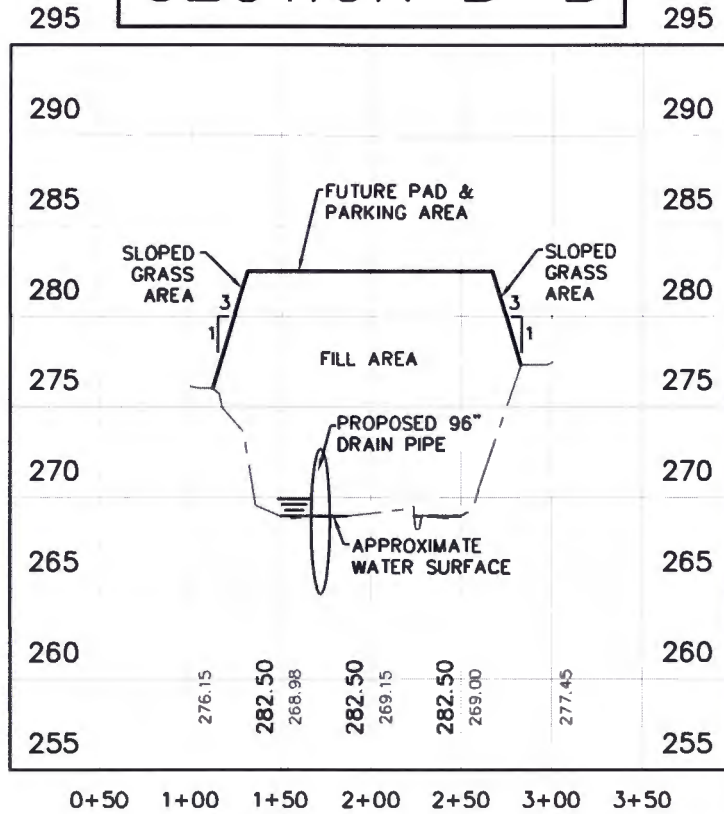 295 295
290 290
285 285
280 280
275 275
270 270
265 265
260 260
255 255
FUTURE PAD &
PARKING AREA
SLOPED
GRASS
AREA
SLOPED
GRASS
AREA
3
1
3
1
FILL AREA
PROPOSED 96"
DRAIN PIPE
APPROXIMATE
WATER SURFACE
276.15
282.50
268.98
282.50
269.15
282.50
269.00
277.45
0+50 1+00 1+50 2+00 2+50 3+00 3+50